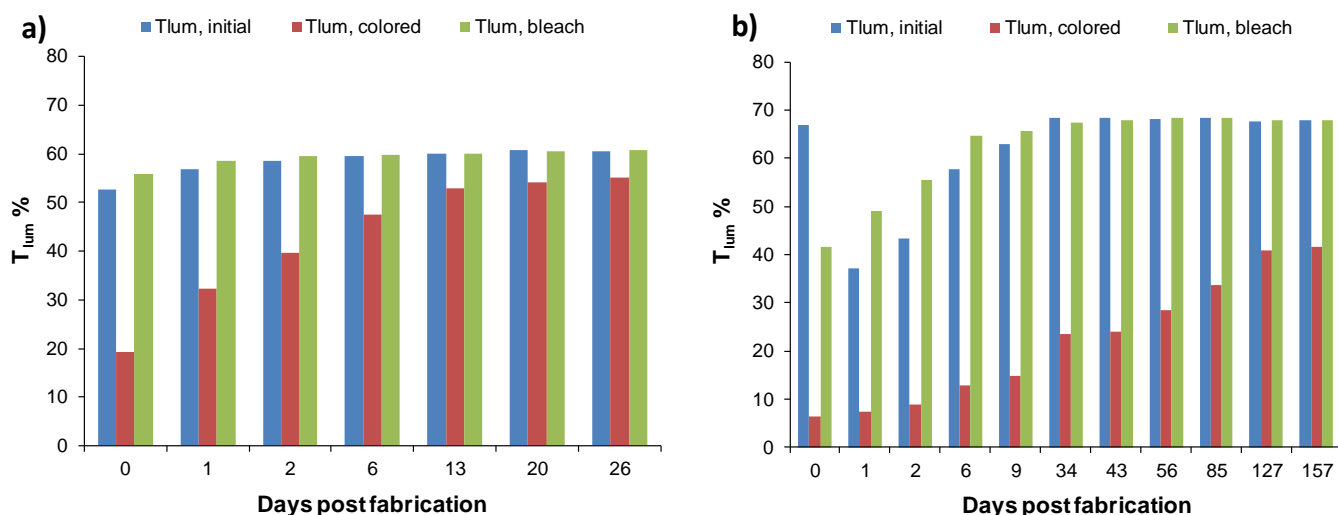 a)
Tlum, initial Tlum, colored Tlum, bleach
80
70
60
50
40
30
20
10
0
Tlum %
0 1 2 6 13 20 26
Days post fabrication
b)
Tlum, initial Tlum, colored Tlum, bleach
80
70
60
50
40
30
20
10
0
Tlum %
0 1 2 6 9 34 43 56 85 127 157
Days post fabrication